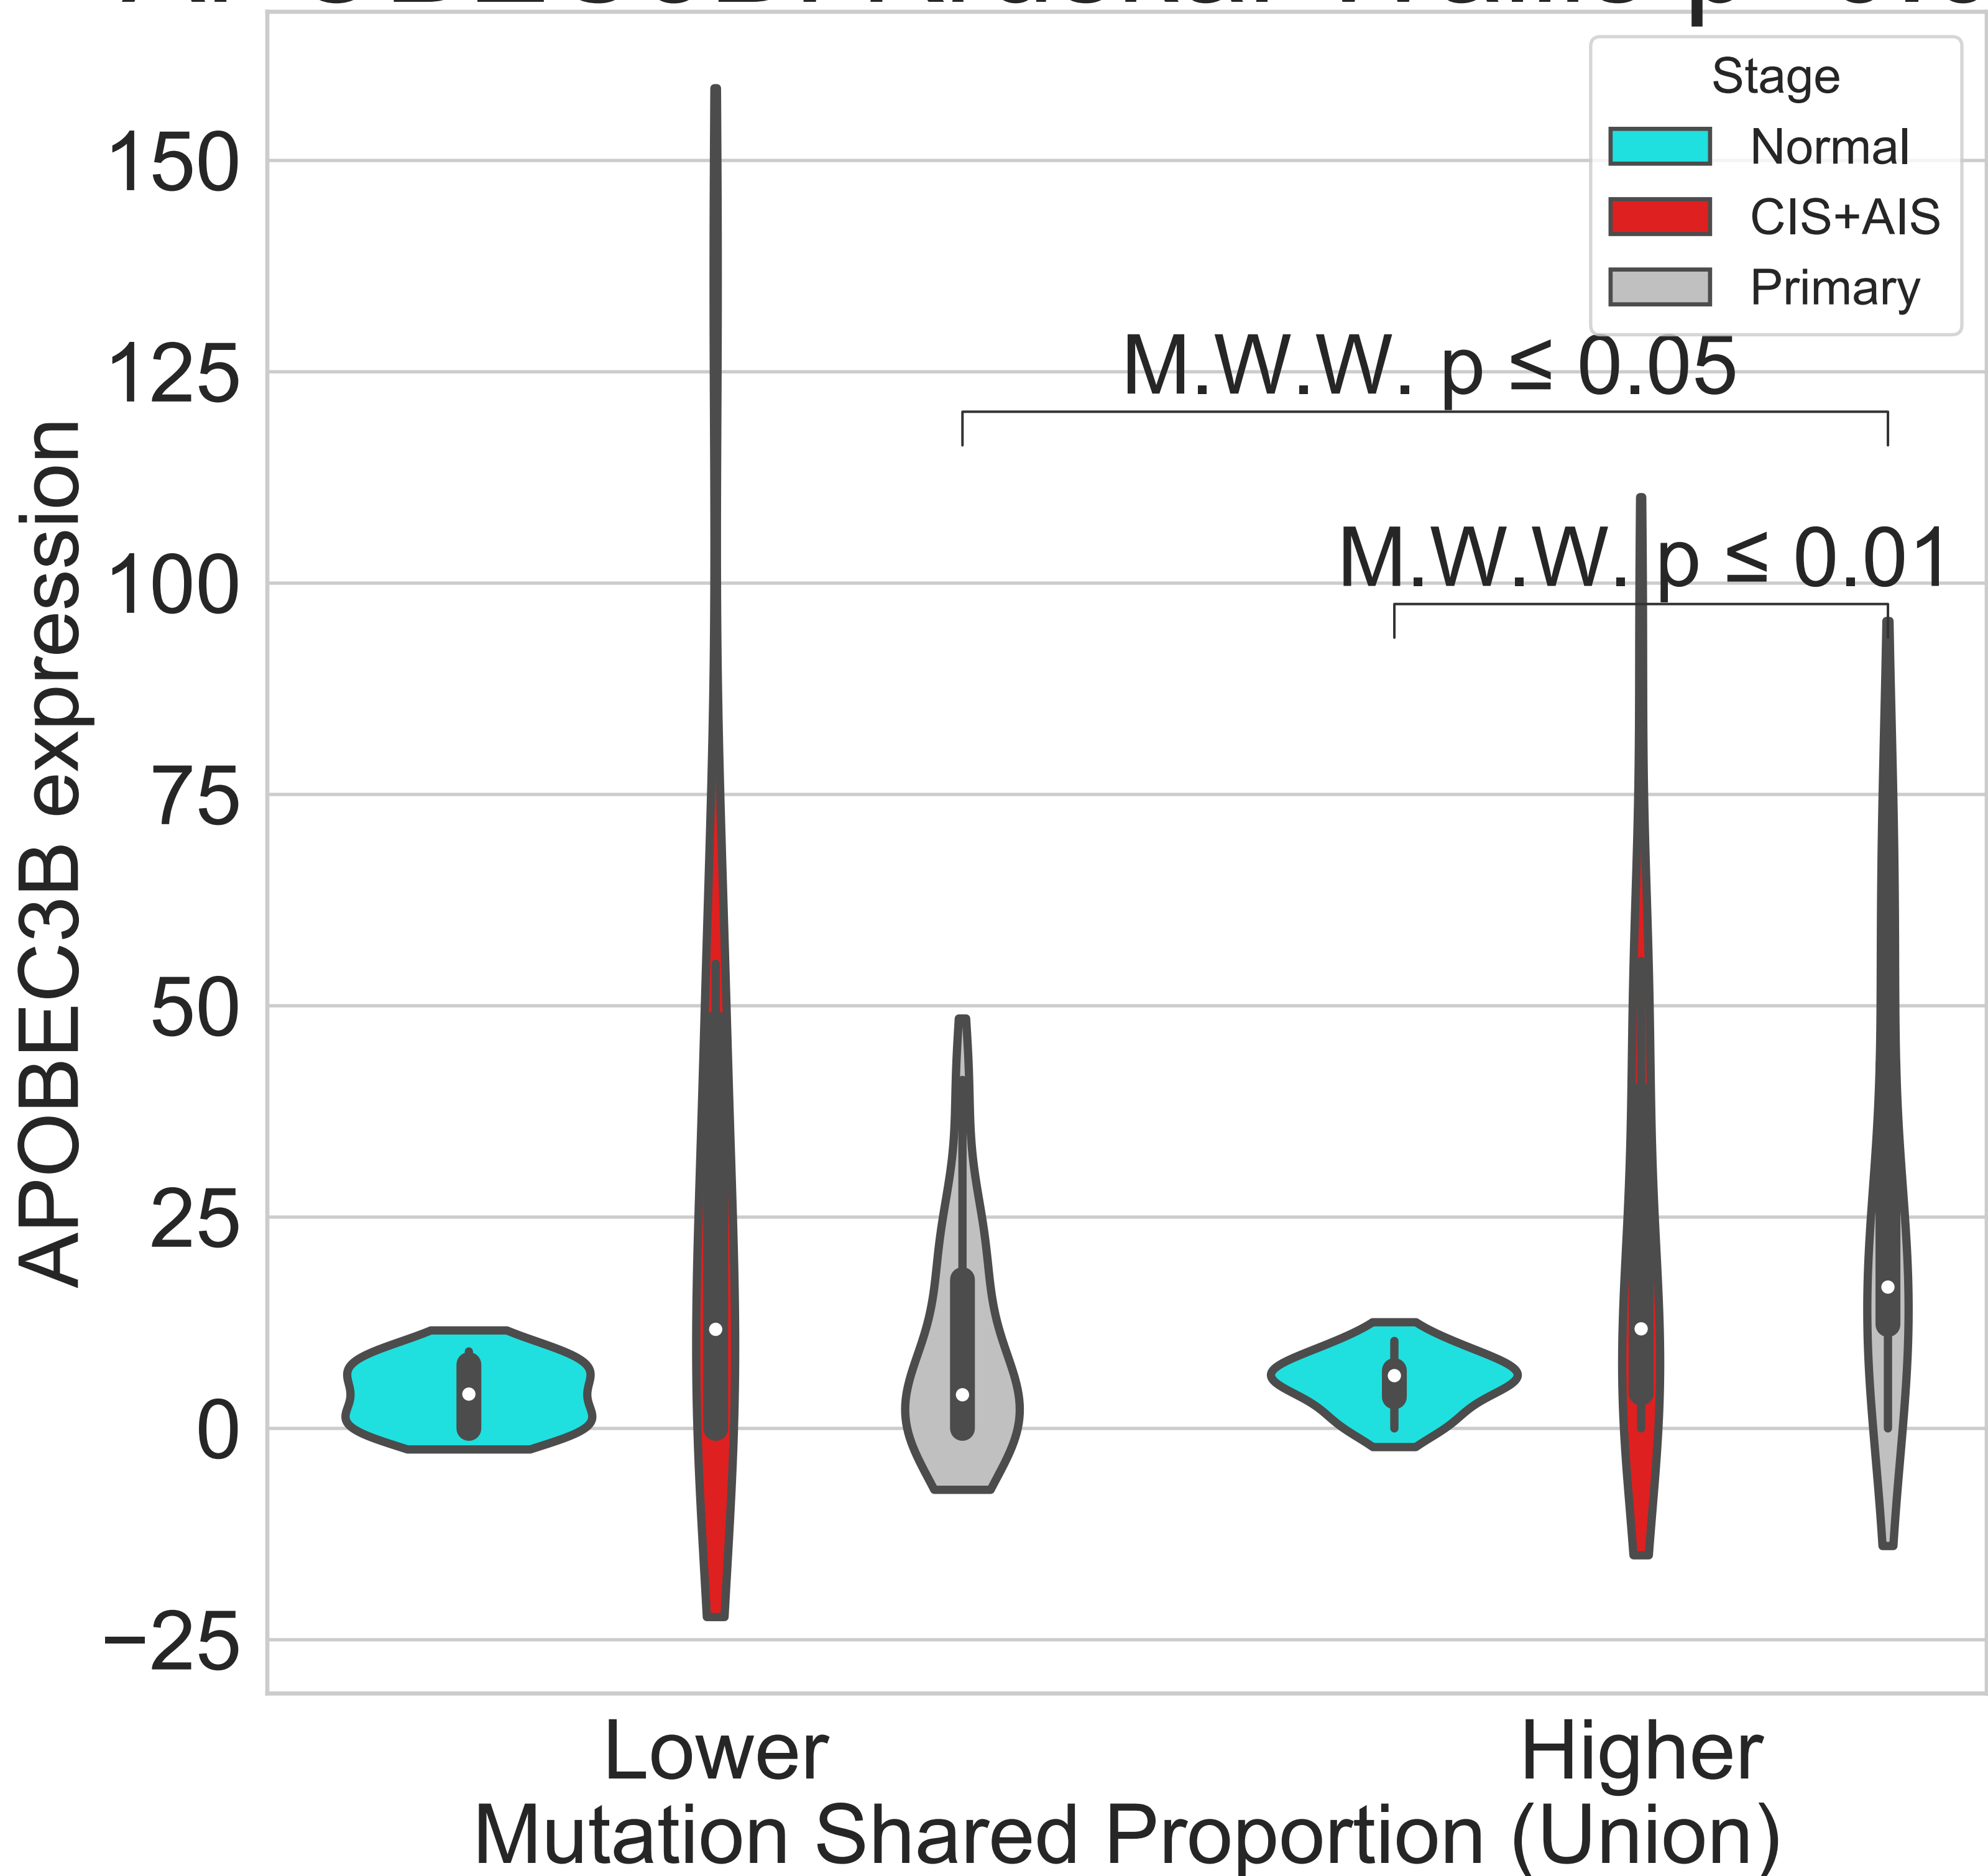 Stage
Normal
CIS+AIS
Primary
150
125
100
75
50
25
0
−25
M.W.W. p ≤ 0.05
M.W.W. p ≤ 0.01
APOBEC3B expression
Lower
Higher
Mutation Shared Proportion (Union)